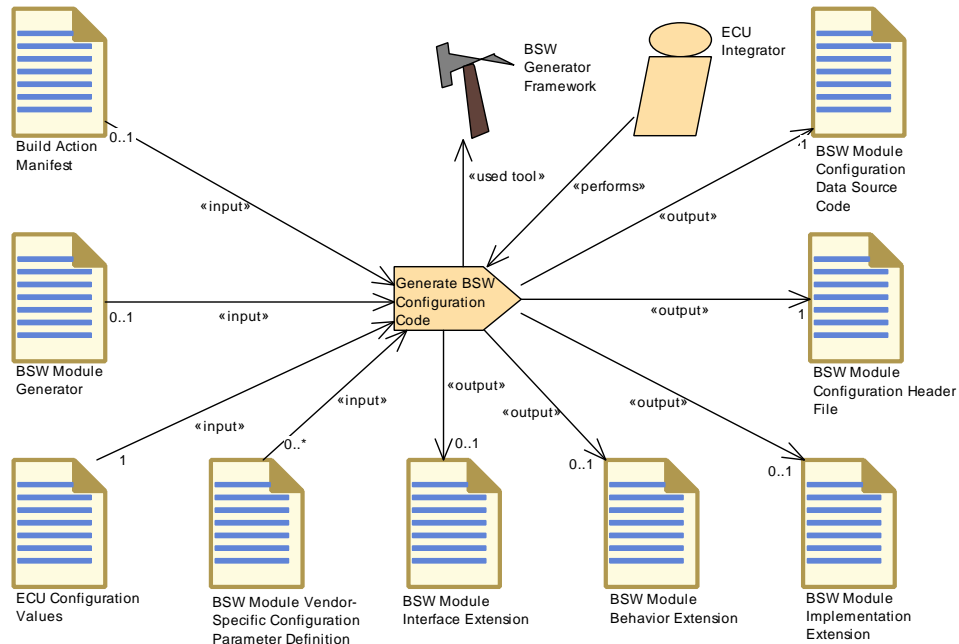 BSW
Generator
Framework
ECU
Integrator
Build Action
Manifest
0..1
«input»
«used tool»
«performs»
«output»
1
BSW Module
Configuration
Data Source
Code
BSW Module
Generator
0..1
«input»
Generate BSW
Configuration
Code
«output»
1
BSW Module
Configuration Header
File
«input»
1
«input»
0..*
«output»
0..1
«output»
0..1
«output»
0..1
ECU Configuration
Values
BSW Module Vendor-
Specific Configuration
Parameter Definition
BSW Module
Interface Extension
BSW Module
Behavior Extension
BSW Module
Implementation
Extension